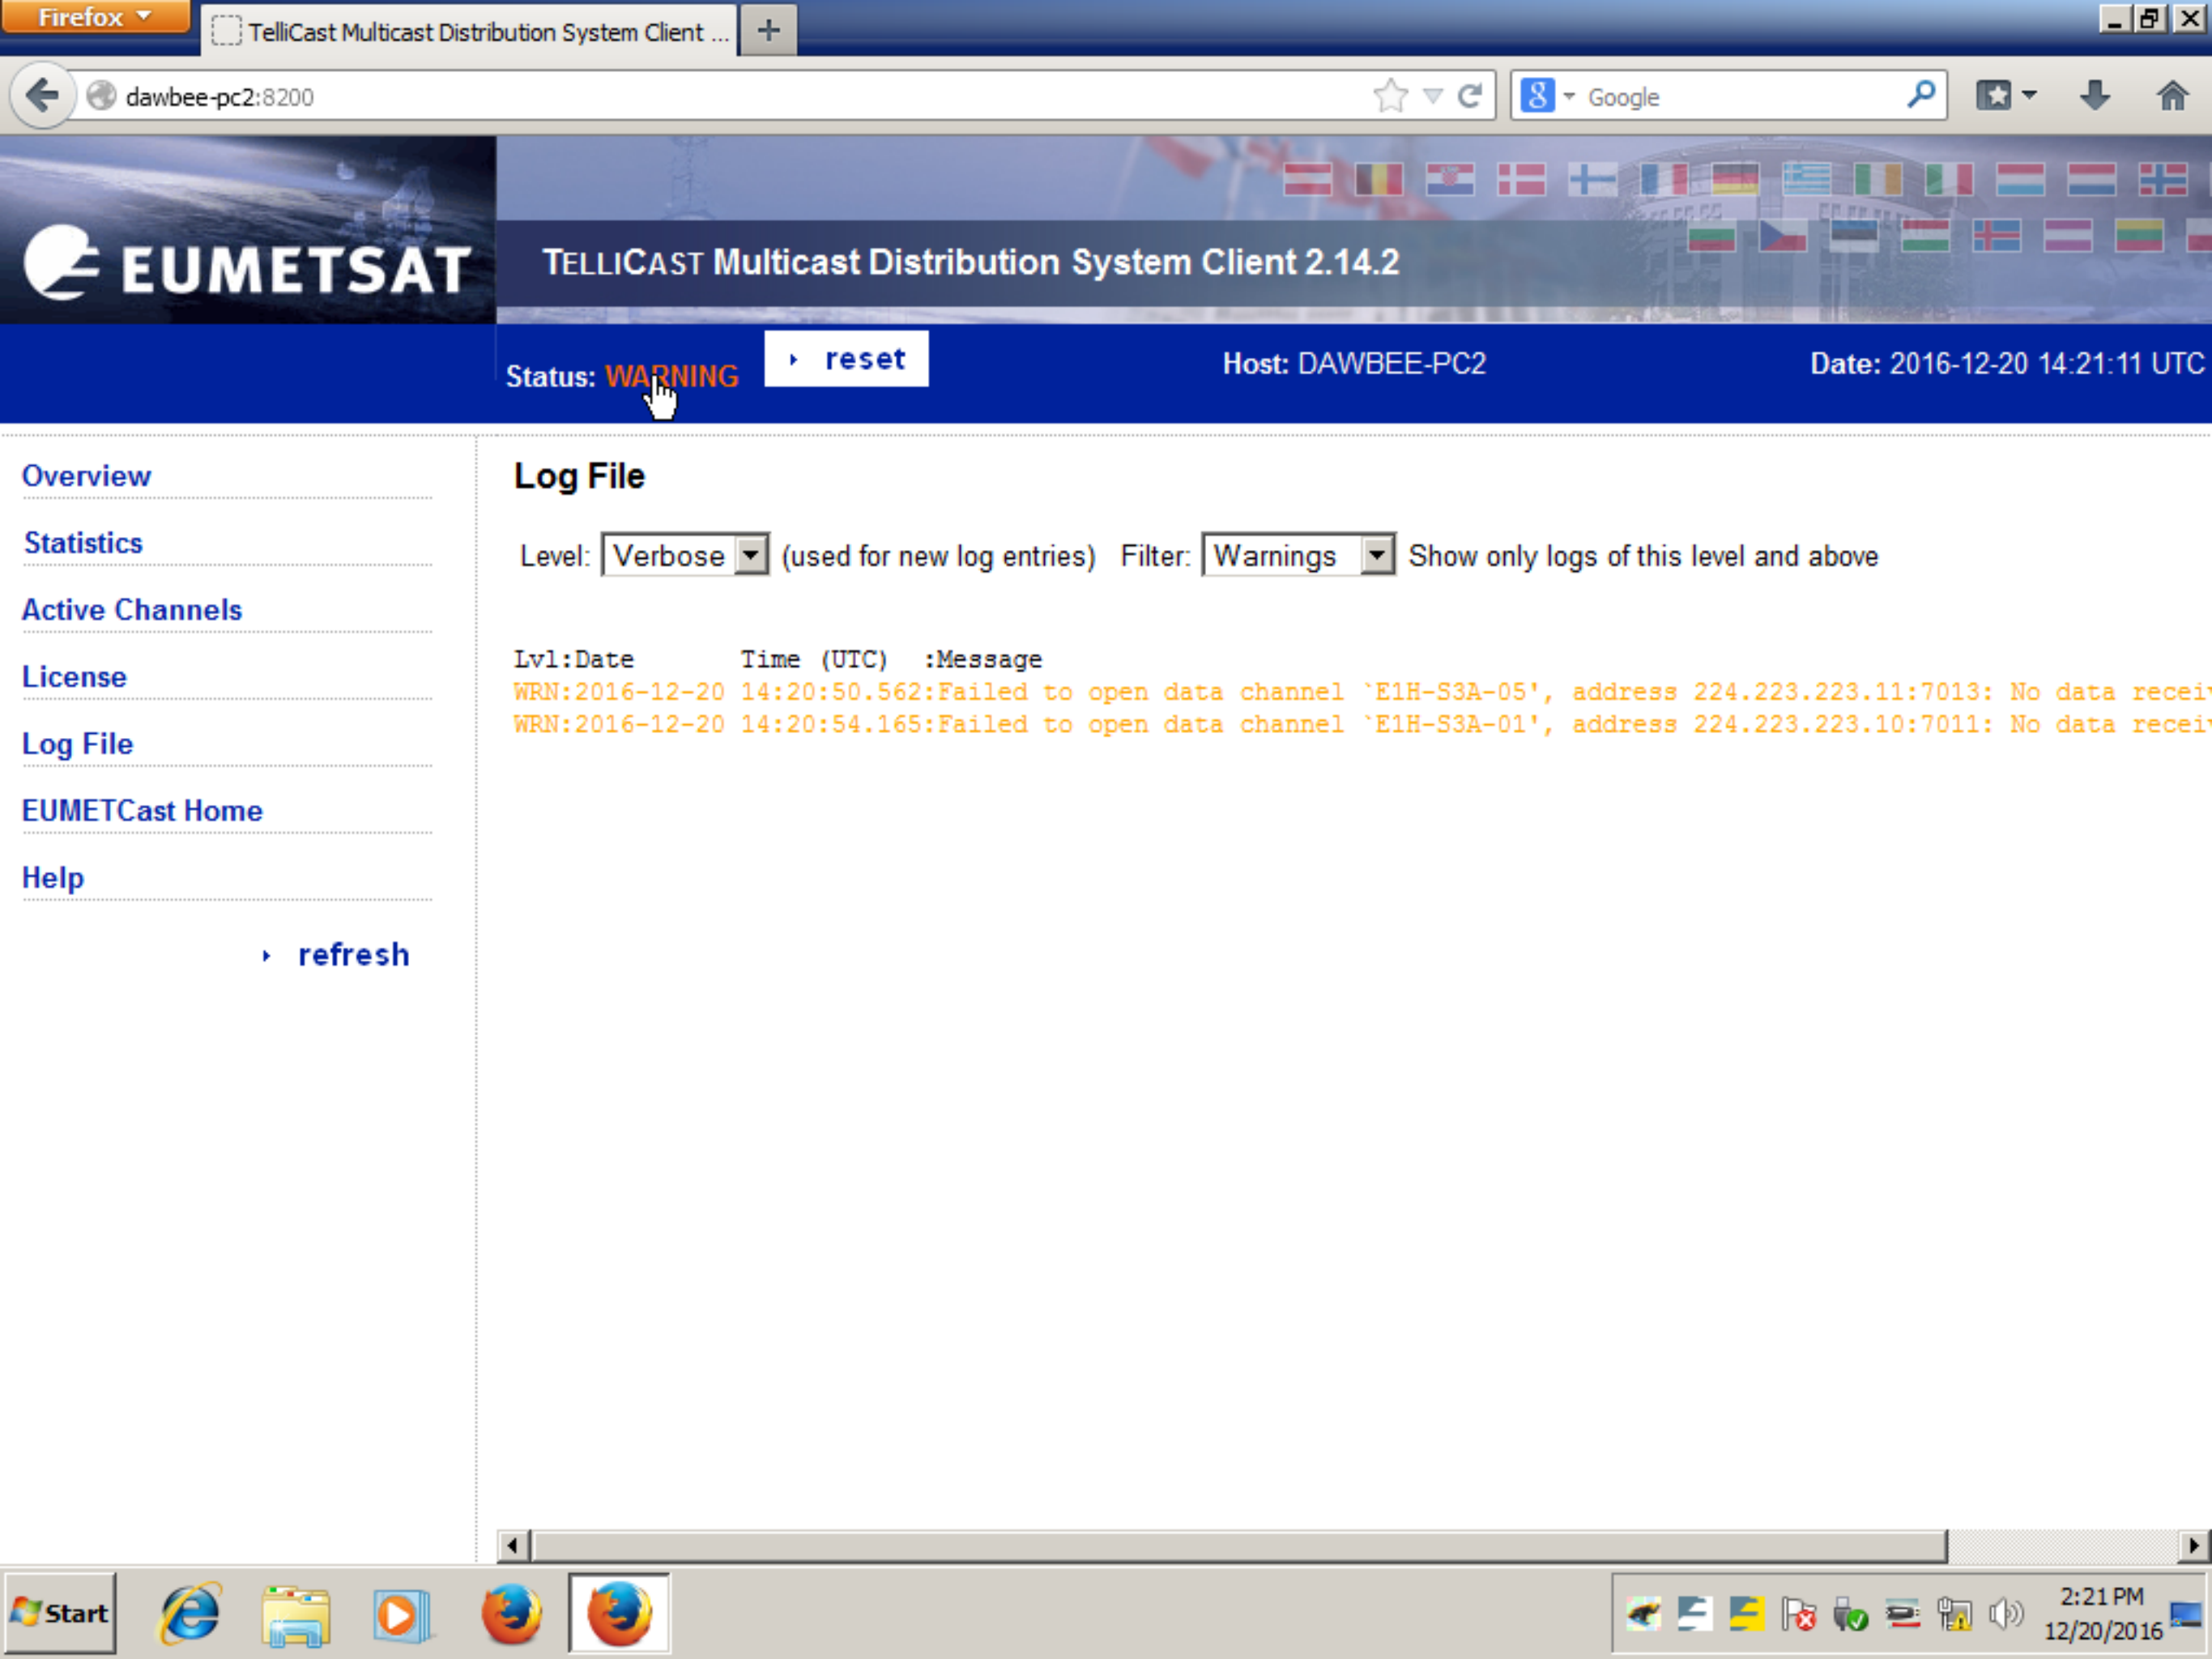 Firefox
TelliCast Multicast Distribution System Client ...
dawbee-pc2:8200
Google
EUMETSAT
TELLICAST Multicast Distribution System Client 2.14.2
Status: WARNING
reset
Host: DAWBEE-PC2
Date: 2016-12-20 14:21:11 UTC
Overview
Statistics
Active Channels
License
Log File
EUMETCast Home
Help
refresh
Log File
Level: Verbose (used for new log entries) Filter: Warnings Show only logs of this level and above
Lvl:Date Time (UTC) :Message
WRN:2016-12-20 14:20:50.562:Failed to open data channel `E1H-S3A-05', address 224.223.223.11:7013: No data recei
WRN:2016-12-20 14:20:54.165:Failed to open data channel `E1H-S3A-01', address 224.223.223.10:7011: No data recei
Start
2:21 PM
12/20/2016